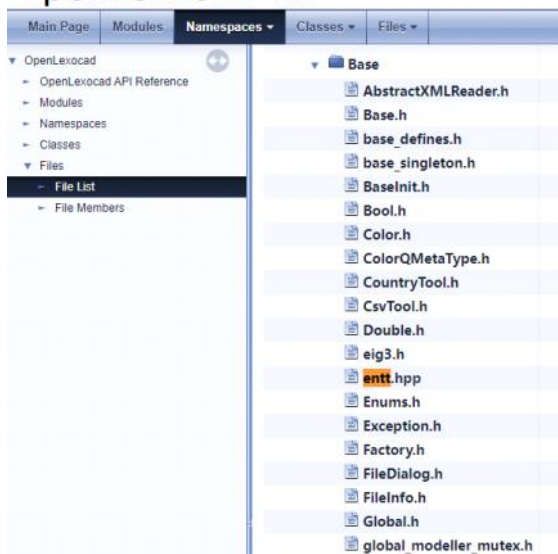 Main Page Modules Namespaces Classes Files
OpenLexocad
OpenLexocad API Reference
Modules
Namespaces
Classes
Files
File List
File Members
Base
AbstractXMLReader.h
Base.h
base_defines.h
base_singleton.h
BaseInit.h
Bool.h
Color.h
ColorQMetaType.h
CountryTool.h
CsvTool.h
Double.h
eig3.h
entt.hpp
Enums.h
Exception.h
Factory.h
FileDialog.h
FileInfo.h
Global.h
global_modeller_mutex.h